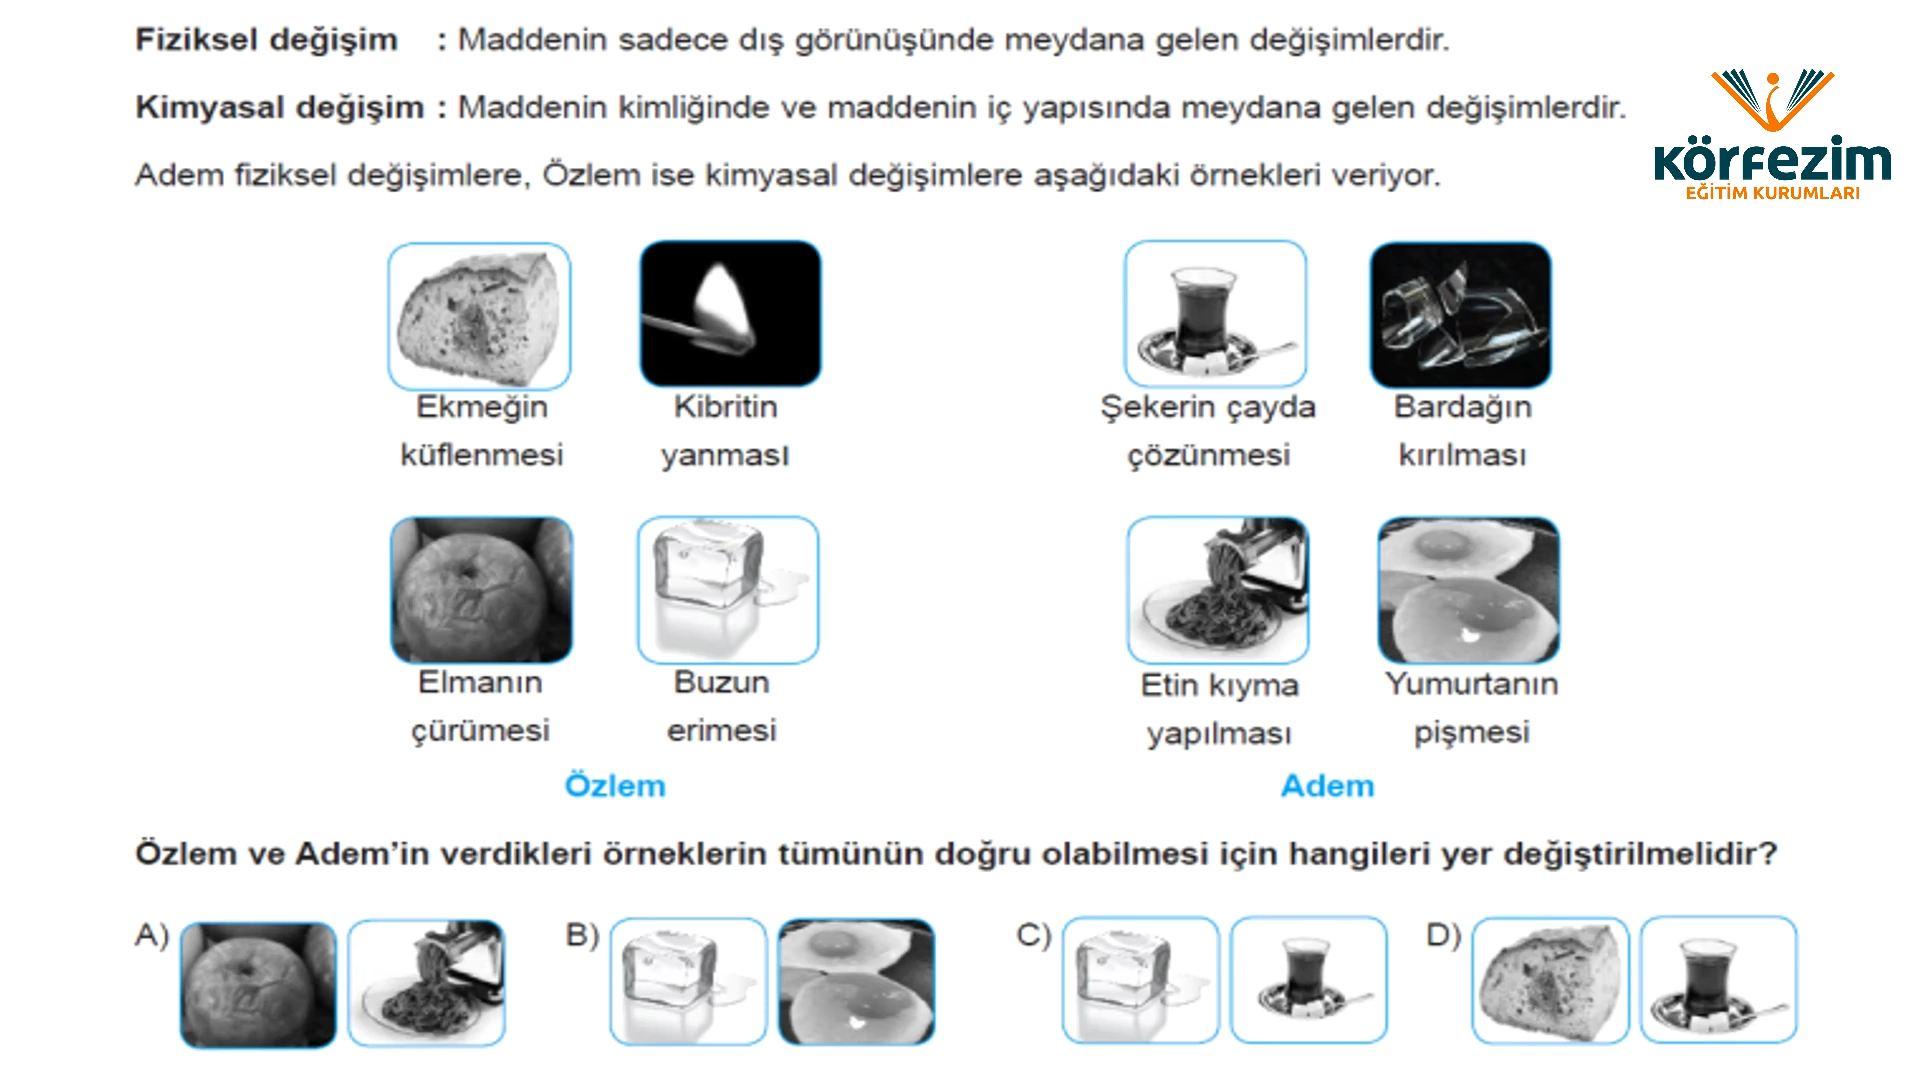 Fiziksel değişim : Maddenin sadece dış görünüşünde meydana gelen değişimlerdir.
Kimyasal değişim : Maddenin kimliğinde ve maddenin iç yapısında meydana gelen değişimlerdir.
Adem fiziksel değişimlere, Özlem ise kimyasal değişimlere aşağıdaki örnekleri veriyor.
körfezim
EĞİTİM KURUMLARI
Ekmeğin küflenmesi
Kibritin yanması
Şekerin çayda çözünmesi
Bardağın kırılması
Elmanın çürümesi
Buzun erimesi
Etin kıyma yapılması
Yumurtanın pişmesi
Özlem
Adem
Özlem ve Adem'in verdikleri örneklerin tümünün doğru olabilmesi için hangileri yer değiştirilmelidir?
A)
B)
C)
D)